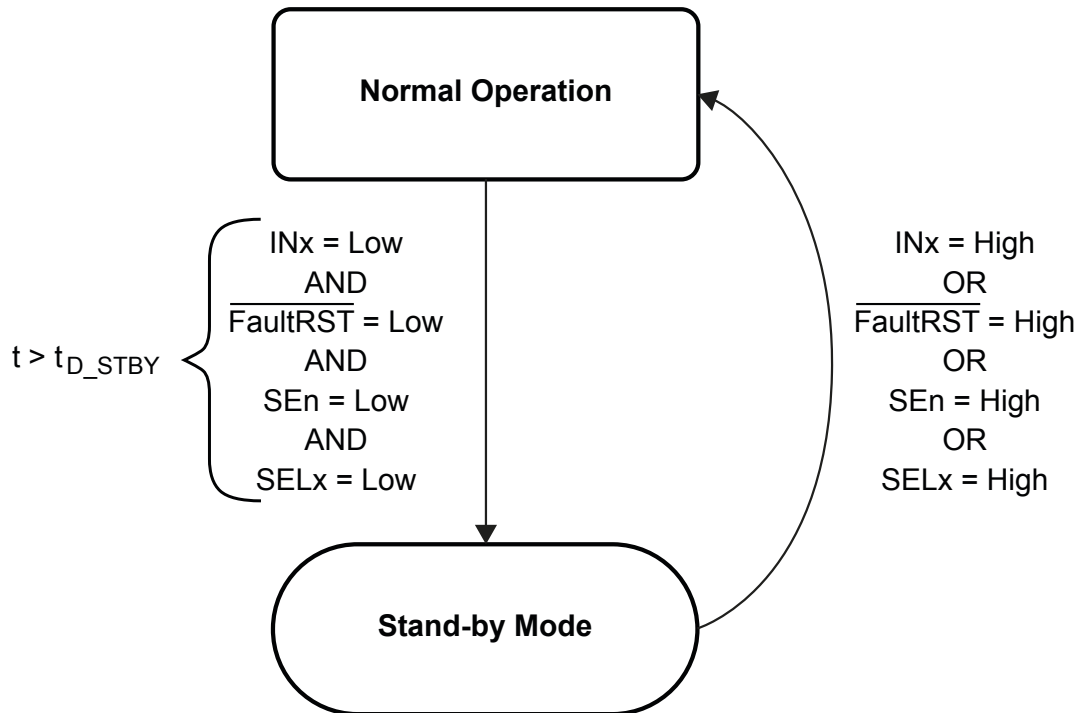 Normal Operation
t > tD_STBY
INx = Low
AND
FaultRST = Low
AND
SEn = Low
AND
SELx = Low
INx = High
OR
FaultRST = High
OR
SEn = High
OR
SELx = High
Stand-by Mode